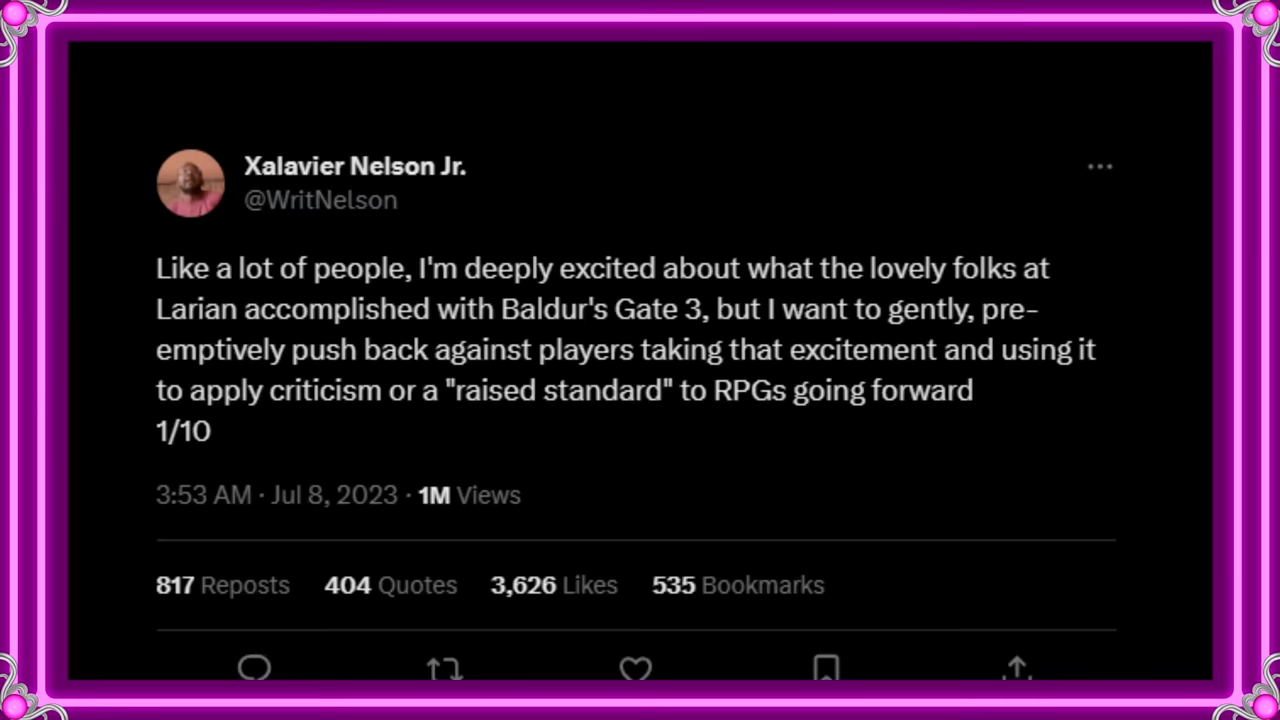 Xalavier Nelson Jr.
@WritNelson
Like a lot of people, I'm deeply excited about what the lovely folks at
Larian accomplished with Baldur's Gate 3, but I want to gently, pre-
emptively push back against players taking that excitement and using it
to apply criticism or a "raised standard" to RPGs going forward
1/10
3:53 AM · Jul 8, 2023 · 1M Views
817 Reposts 404 Quotes 3,626 Likes 535 Bookmarks